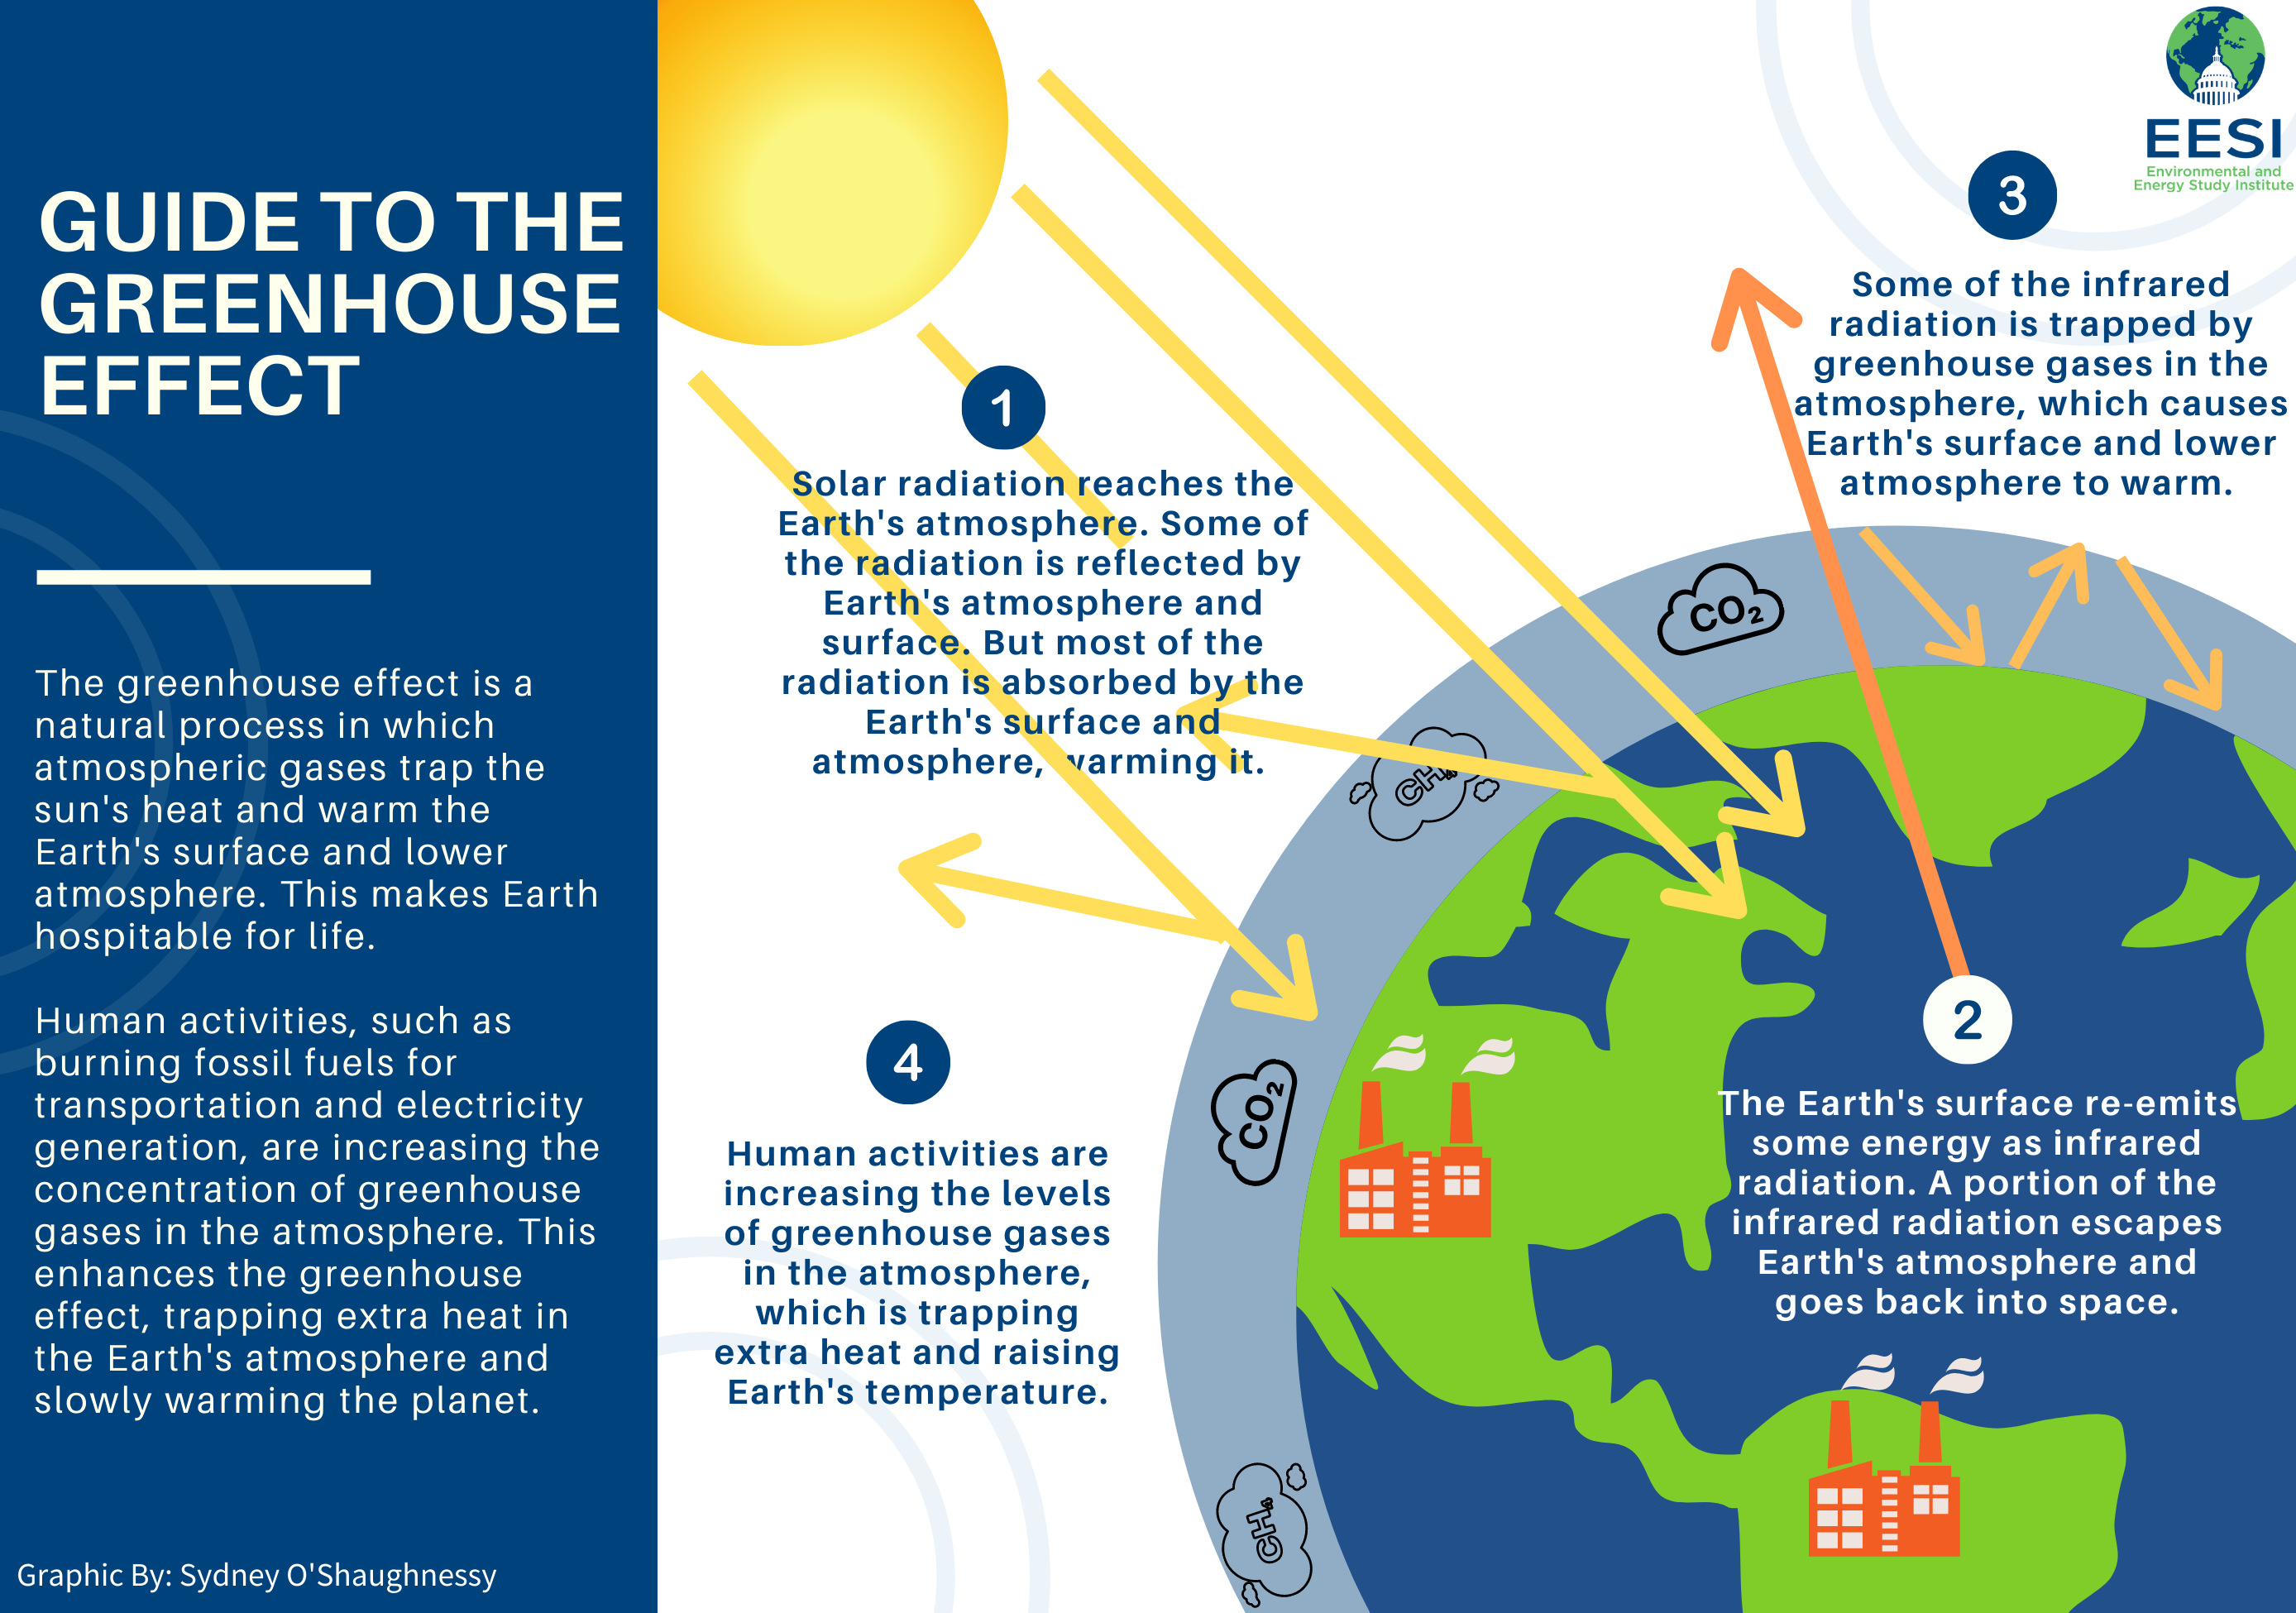 GUIDE TO THE
GREENHOUSE
EFFECT
The greenhouse effect is a
natural process in which
atmospheric gases trap the
sun's heat and warm the
Earth's surface and lower
atmosphere. This makes Earth
hospitable for life.
Human activities, such as
burning fossil fuels for
transportation and electricity
generation, are increasing the
concentration of greenhouse
gases in the atmosphere. This
enhances the greenhouse
effect, trapping extra heat in
the Earth's atmosphere and
slowly warming the planet.
Graphic By: Sydney O'Shaughnessy
1
Solar radiation reaches the
Earth's atmosphere. Some of
the radiation is reflected by
Earth's atmosphere and
surface. But most of the
radiation is absorbed by the
Earth's surface and
atmosphere, warming it.
2
The Earth's surface re-emits
some energy as infrared
radiation. A portion of the
infrared radiation escapes
Earth's atmosphere and
goes back into space.
3
Some of the infrared
radiation is trapped by
greenhouse gases in the
atmosphere, which causes
Earth's surface and lower
atmosphere to warm.
4
Human activities are
increasing the levels
of greenhouse gases
in the atmosphere,
which is trapping
extra heat and raising
Earth's temperature.
CO₂
CH₄
CO₂
CH₄
EESI
Environmental and
Energy Study Institute